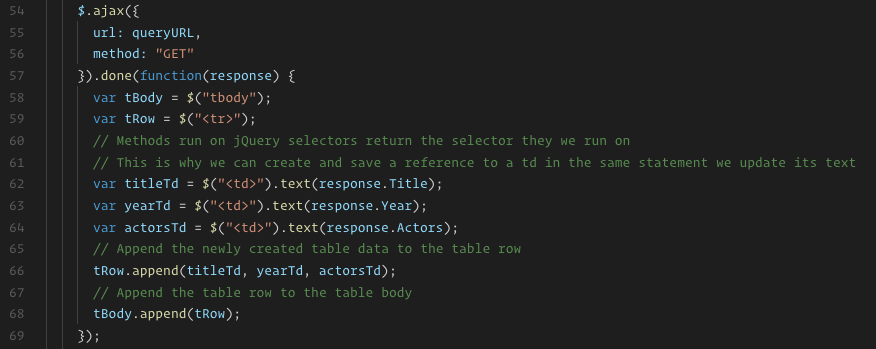 54 $.ajax({
55 url: queryURL,
56 method: "GET"
57 }).done(function(response) {
58 var tBody = $("tbody");
59 var tRow = $("<tr>");
60 // Methods run on jQuery selectors return the selector they we run on
61 // This is why we can create and save a reference to a td in the same statement we update its text
62 var titleTd = $("<td>").text(response.Title);
63 var yearTd = $("<td>").text(response.Year);
64 var actorsTd = $("<td>").text(response.Actors);
65 // Append the newly created table data to the table row
66 tRow.append(titleTd, yearTd, actorsTd);
67 // Append the table row to the table body
68 tBody.append(tRow);
69 });